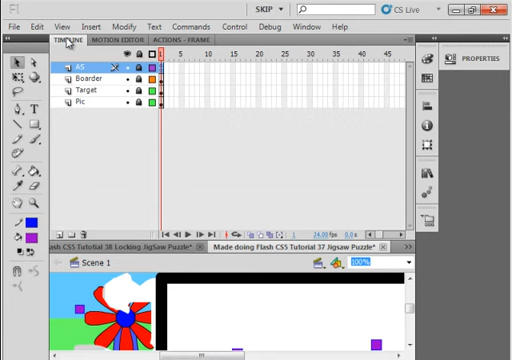 Fl SKIP CS Live
File Edit View Insert Modify Text Commands Control Debug Window Help
TIMELINE MOTION EDITOR ACTIONS - FRAME
PROPERTIES
1 5 10 15 20 25 30 35 40 45
AS
Boarder
Target
Pic
1 24.00 fps 0.0 s
ash CS5 Tutorial 38 Locking JigSaw Puzzle* Made doing Flash CS5 Tutorial 37 Jigsaw Puzzle*
Scene 1 100%